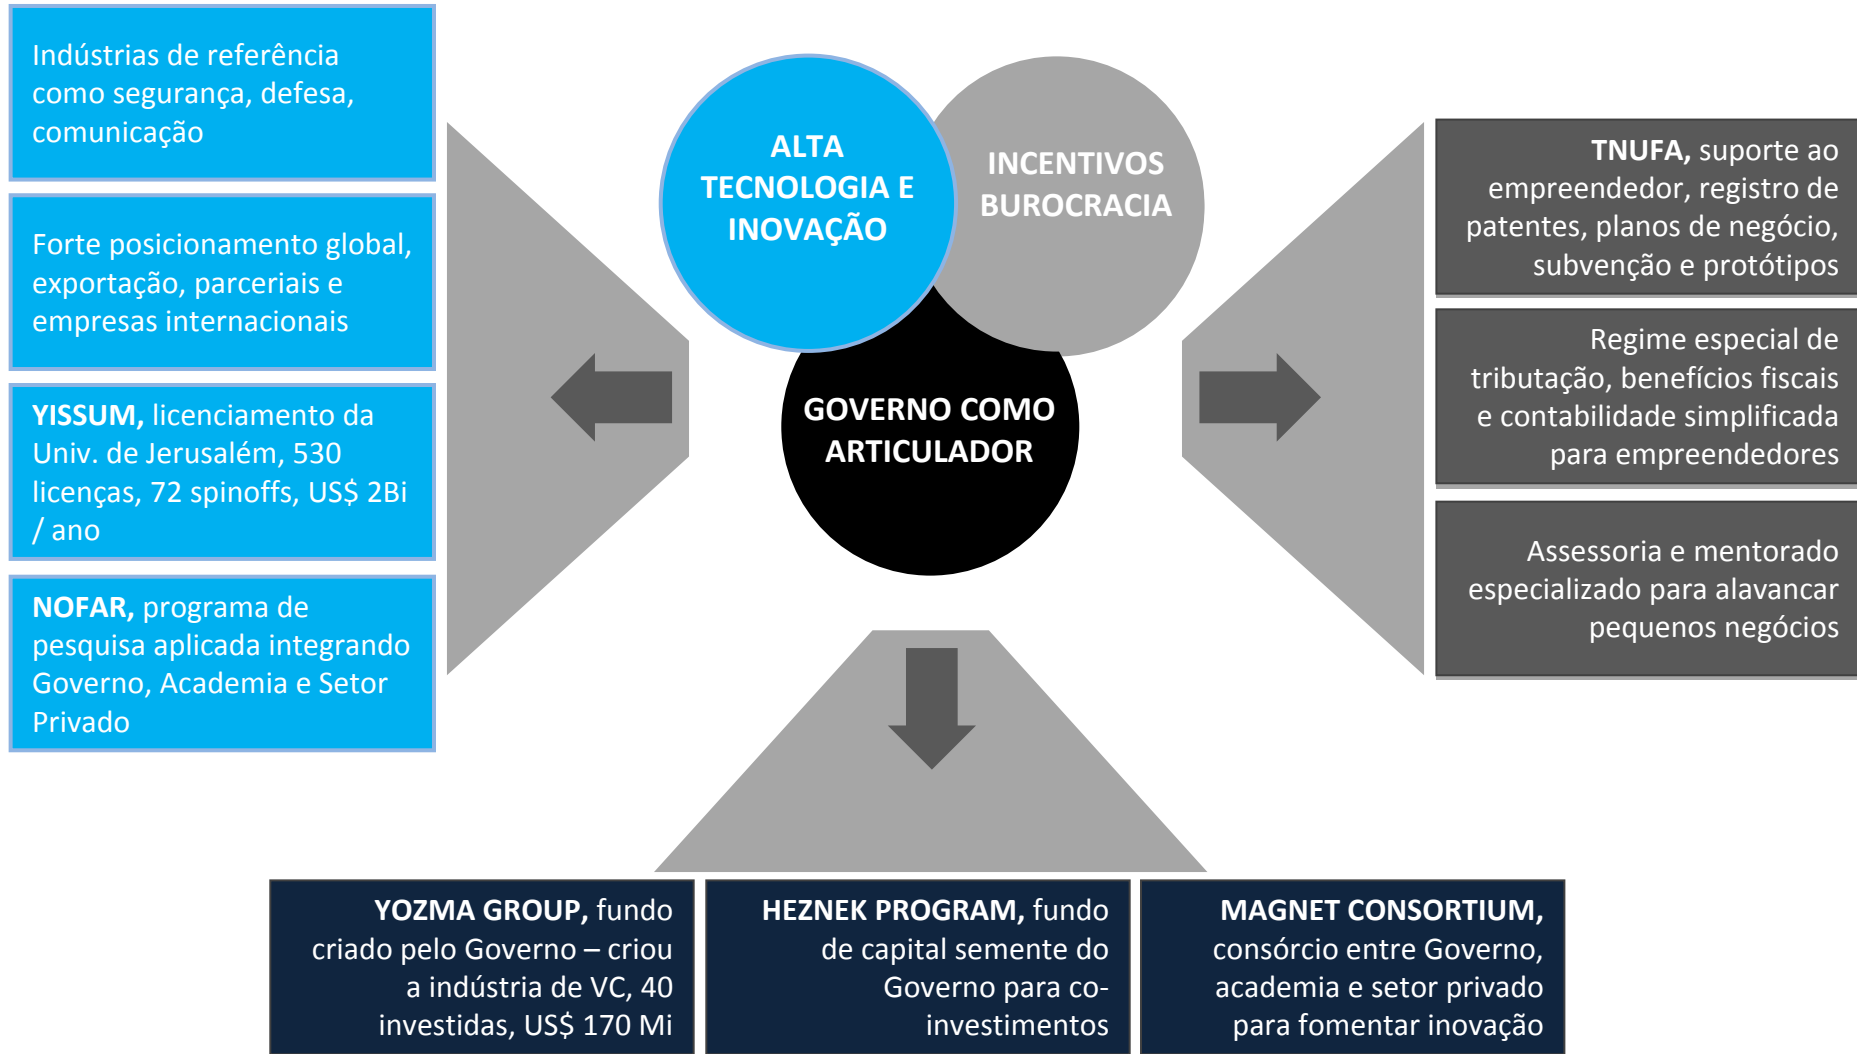 Indústrias de referência
como segurança, defesa,
comunicação
Forte posicionamento global,
exportação, parceriais e
empresas internacionais
YISSUM, licenciamento da
Univ. de Jerusalém, 530
licenças, 72 spinoffs, US$ 2Bi
/ ano
NOFAR, programa de
pesquisa aplicada integrando
Governo, Academia e Setor
Privado
ALTA
TECNOLOGIA E
INOVAÇÃO
INCENTIVOS
BUROCRACIA
GOVERNO COMO
ARTICULADOR
TNUFA, suporte ao
empreendedor, registro de
patentes, planos de negócio,
subvenção e protótipos
Regime especial de
tributação, benefícios fiscais
e contabilidade simplificada
para empreendedores
Assessoria e mentorado
especializado para alavancar
pequenos negócios
YOZMA GROUP, fundo
criado pelo Governo – criou
a indústria de VC, 40
investidas, US$ 170 Mi
HEZNEK PROGRAM, fundo
de capital semente do
Governo para co-
investimentos
MAGNET CONSORTIUM,
consórcio entre Governo,
academia e setor privado
para fomentar inovação